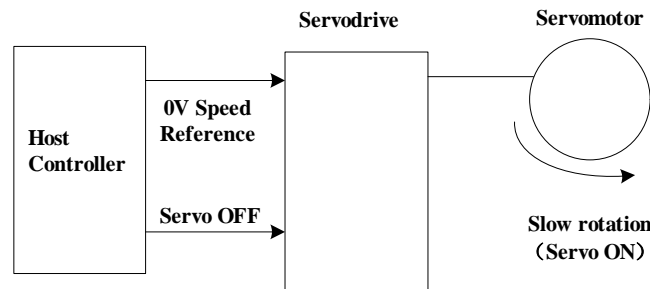 Servodrive
Servomotor
0V Speed
Reference
Host
Controller
Servo OFF
Slow rotation
（Servo ON）